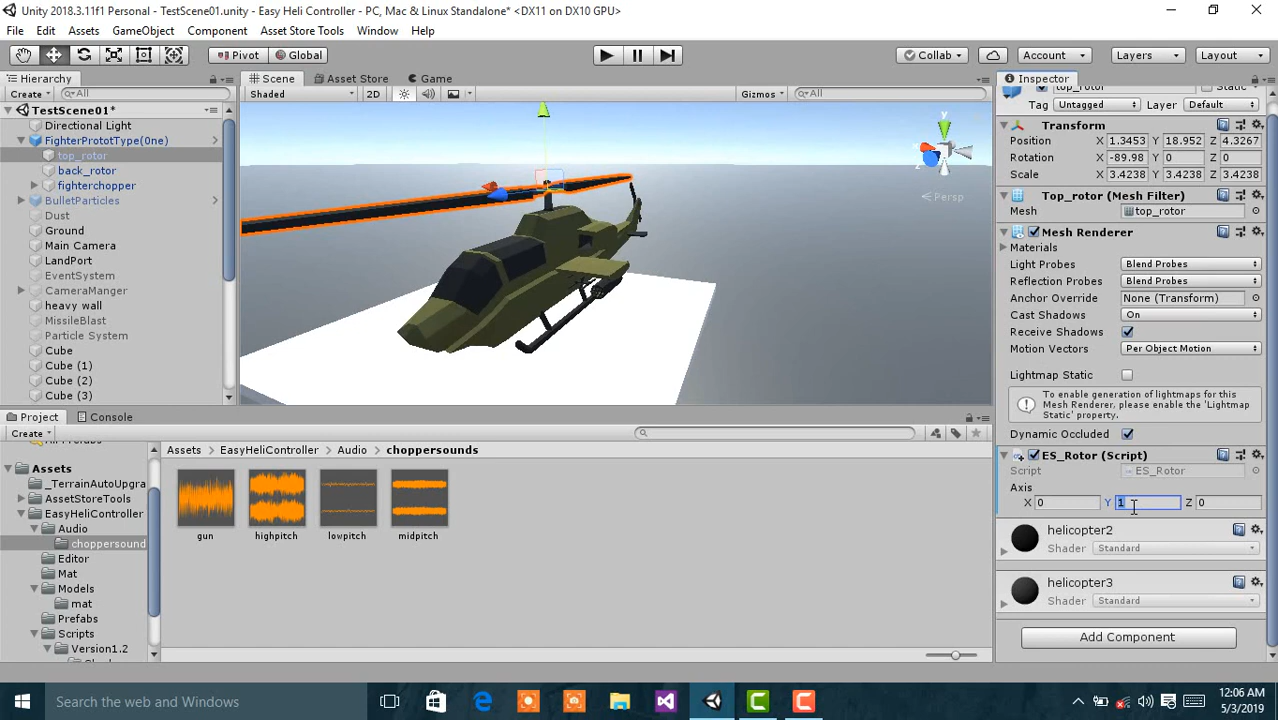 Unity 2018.3.11f1 Personal - TestScene01.unity - Easy Heli Controller - PC, Mac & Linux Standalone* <DX11 on DX10 GPU>
File Edit Assets GameObject Component Asset Store Tools Window Help
Pivot Global Collab Account Layers Layout
Hierarchy Scene Asset Store Game Inspector
Create All Shaded 2D Gizmos All
top_rotor Static
Tag Untagged Layer Default
TestScene01*
Directional Light
FighterPrototType(0ne)
top_rotor
back_rotor
fighterchopper
BulletParticles
Dust
Ground
Main Camera
LandPort
EventSystem
CameraManger
heavy wall
MissileBlast
Particle System
Cube
Cube (1)
Cube (2)
Cube (3)
Persp
Transform
Position X 1.3453 Y 18.952 Z 4.3267
Rotation X -89.98 Y 0 Z 0
Scale X 3.4238 Y 3.4238 Z 3.4238
Top_rotor (Mesh Filter)
Mesh top_rotor
Mesh Renderer
Materials
Light Probes Blend Probes
Reflection Probes Blend Probes
Anchor Override None (Transform)
Cast Shadows On
Receive Shadows
Motion Vectors Per Object Motion
Lightmap Static
To enable generation of lightmaps for this
Mesh Renderer, please enable the 'Lightmap
Static' property.
Dynamic Occluded
ES_Rotor (Script)
Script ES_Rotor
Axis
X 0 Y 1 Z 0
helicopter2
Shader Standard
helicopter3
Shader Standard
Add Component
Project Console
Create
Assets
_TerrainAutoUpgra
AssetStoreTools
EasyHeliController
Audio
choppersound
Editor
Mat
Models
mat
Prefabs
Scripts
Version1.2
Assets EasyHeliController Audio choppersounds
gun highpitch lowpitch midpitch
Search the web and Windows
12:06 AM
5/3/2019